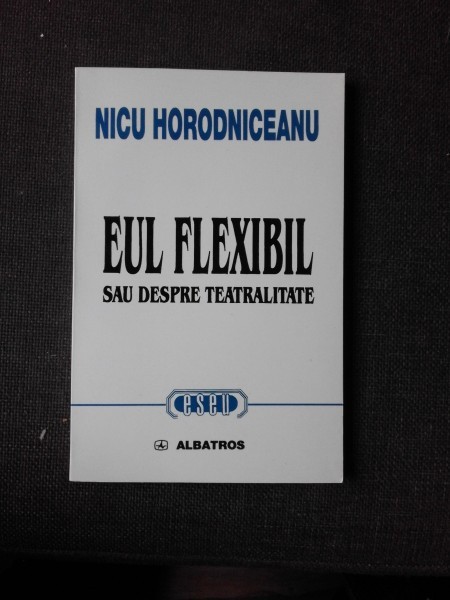 NICU HORODNICEANU
EUL FLEXIBIL
SAU DESPRE TEATRALITATE
eseu
ALBATROS